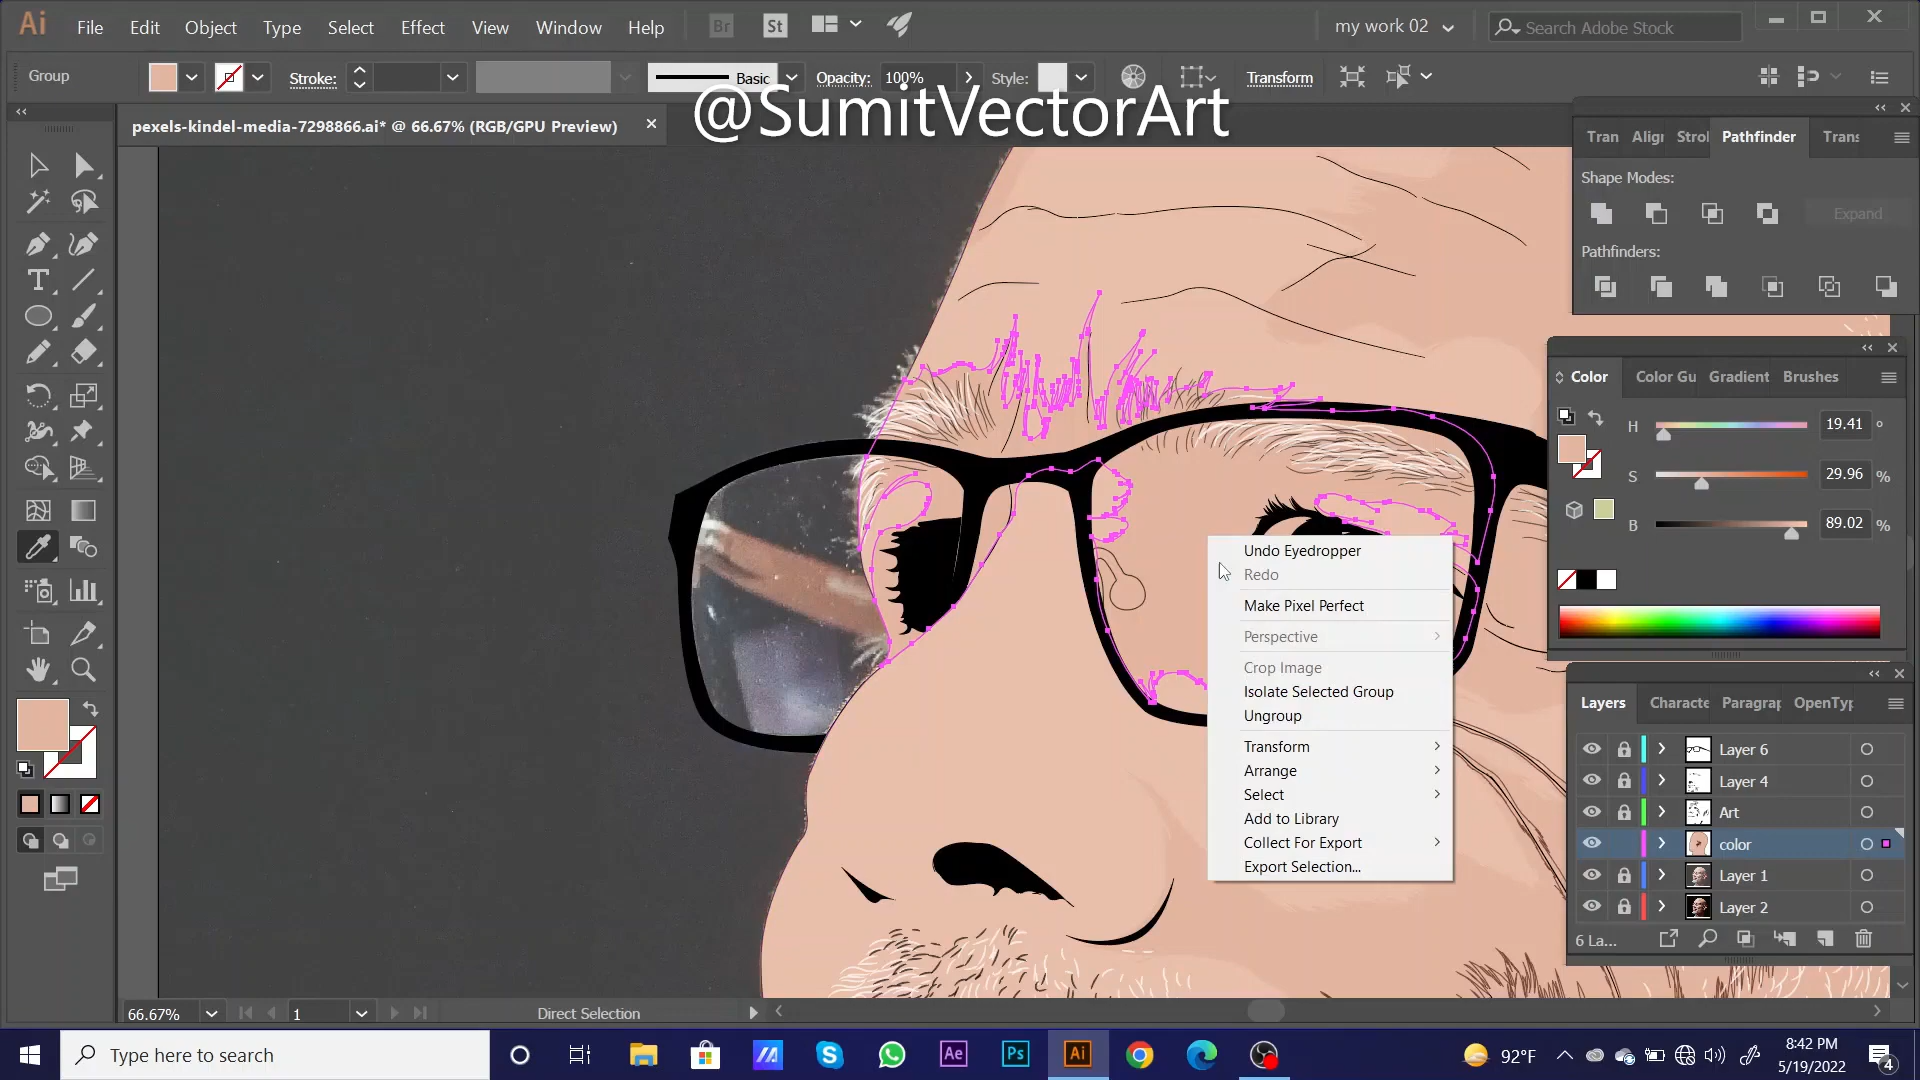 Ai File Edit Object Type Select Effect View Window Help Br St my work 02 Search Adobe Stock
Group Stroke: Basic Opacity: 100% Style: Transform
@SumitVectorArt
pexels-kindel-media-7298866.ai* @ 66.67% (RGB/GPU Preview)
Tran Align Strol Pathfinder Trans
Shape Modes:
Expand
Pathfinders:
Color Color Gu Gradient Brushes
H 19.41 °
S 29.96 %
B 89.02 %
Undo Eyedropper
Redo
Make Pixel Perfect
Perspective
Crop Image
Isolate Selected Group
Ungroup
Transform
Arrange
Select
Add to Library
Collect For Export
Export Selection...
Layers Characte Paragrap OpenTyp
Layer 6
Layer 4
Art
color
Layer 1
Layer 2
6 La...
66.67% 1 Direct Selection
Type here to search
Ae Ps Ai
92°F
8:42 PM
5/19/2022
4